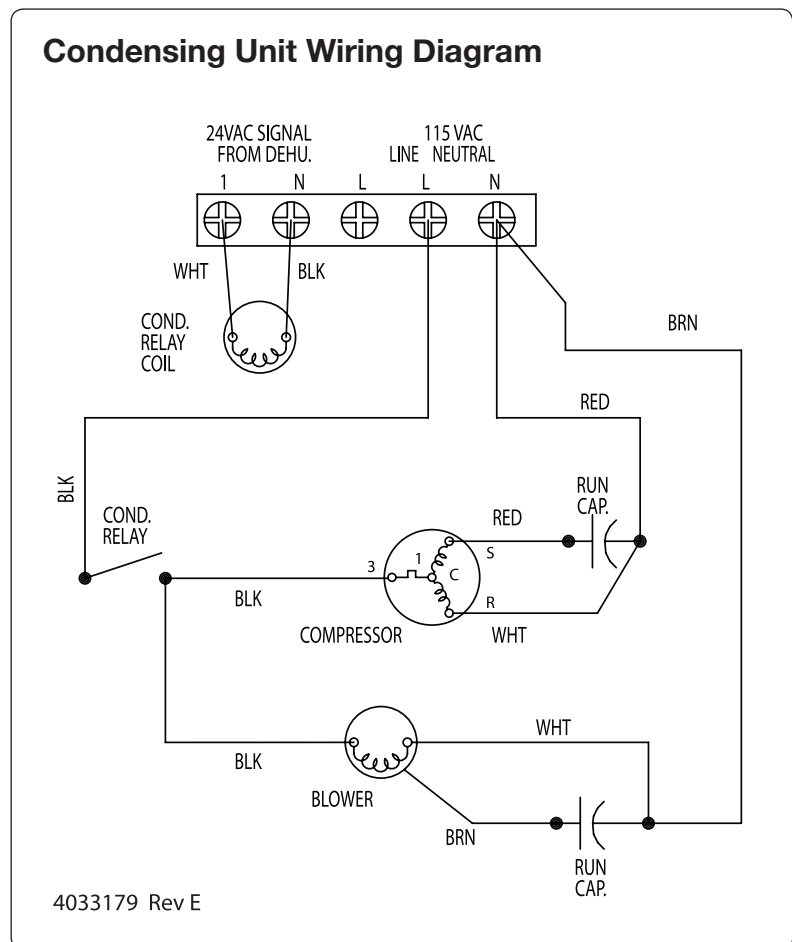 Condensing Unit Wiring Diagram
24VAC SIGNAL
FROM DEHU.
115 VAC
LINE NEUTRAL
1 N L L N
WHT
BLK
COND.
RELAY
COIL
BRN
RED
BLK
COND.
RELAY
RUN
CAP.
RED
S
3
1
C
BLK
R
COMPRESSOR
WHT
WHT
BLK
BLOWER
BRN
RUN
CAP.
4033179 Rev E